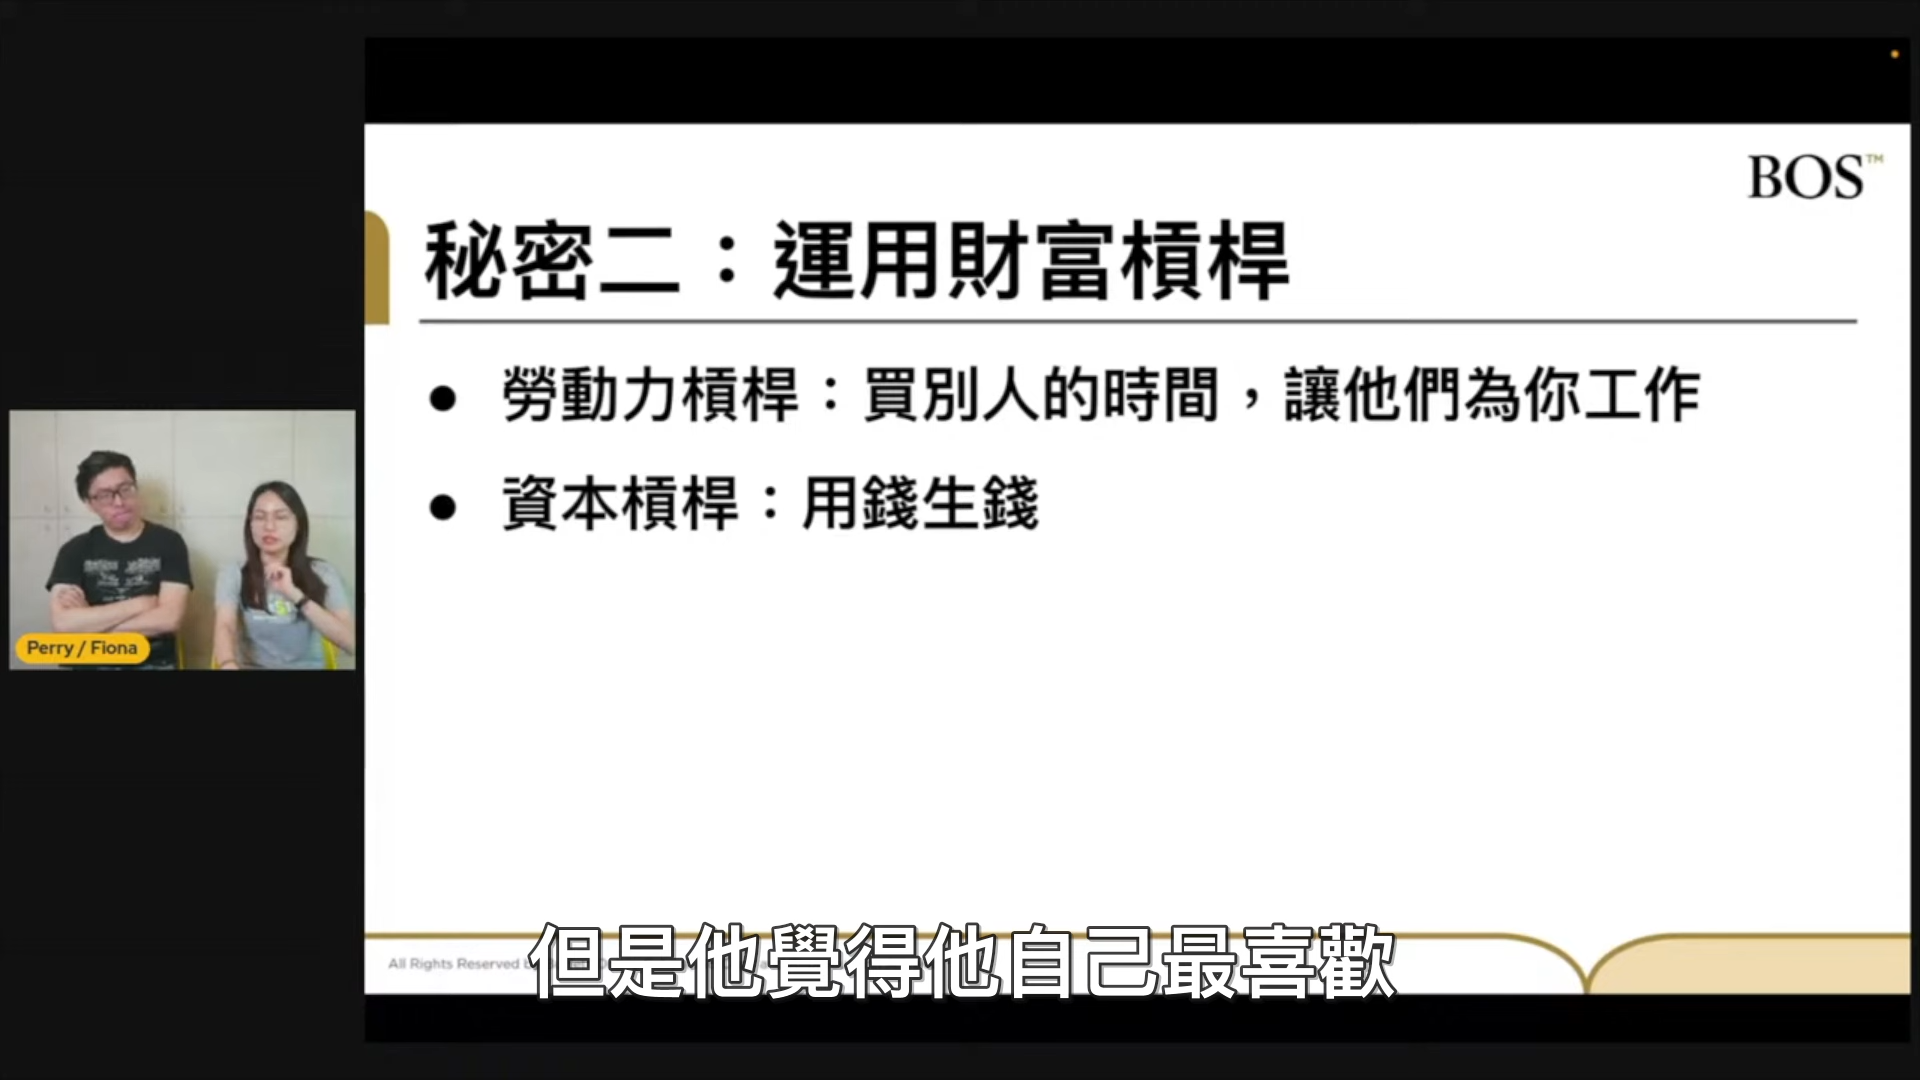 BOS™
秘密二：運用財富槓桿
● 勞動力槓桿：買別人的時間，讓他們為你工作
● 資本槓桿：用錢生錢
Perry / Fiona
All Rights Reserved
但是他覺得他自己最喜歡